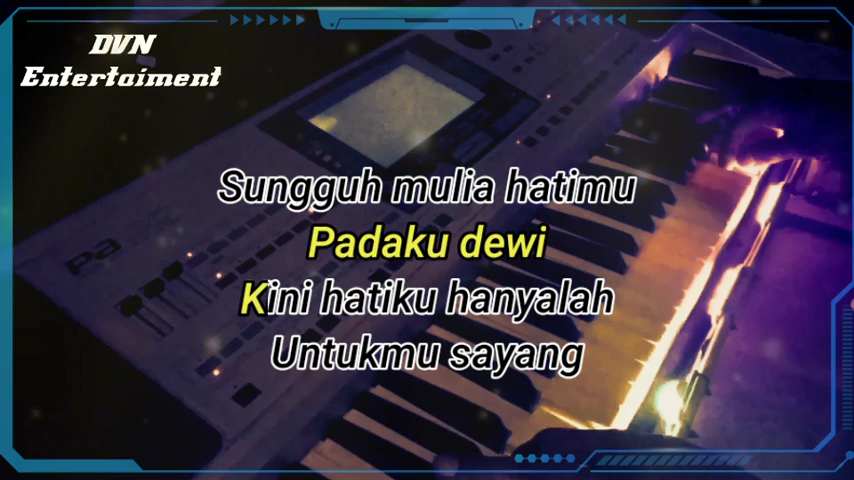 DVN
Entertaiment
Sungguh mulia hatimu
Padaku dewi
Kini hatiku hanyalah
Untukmu sayang